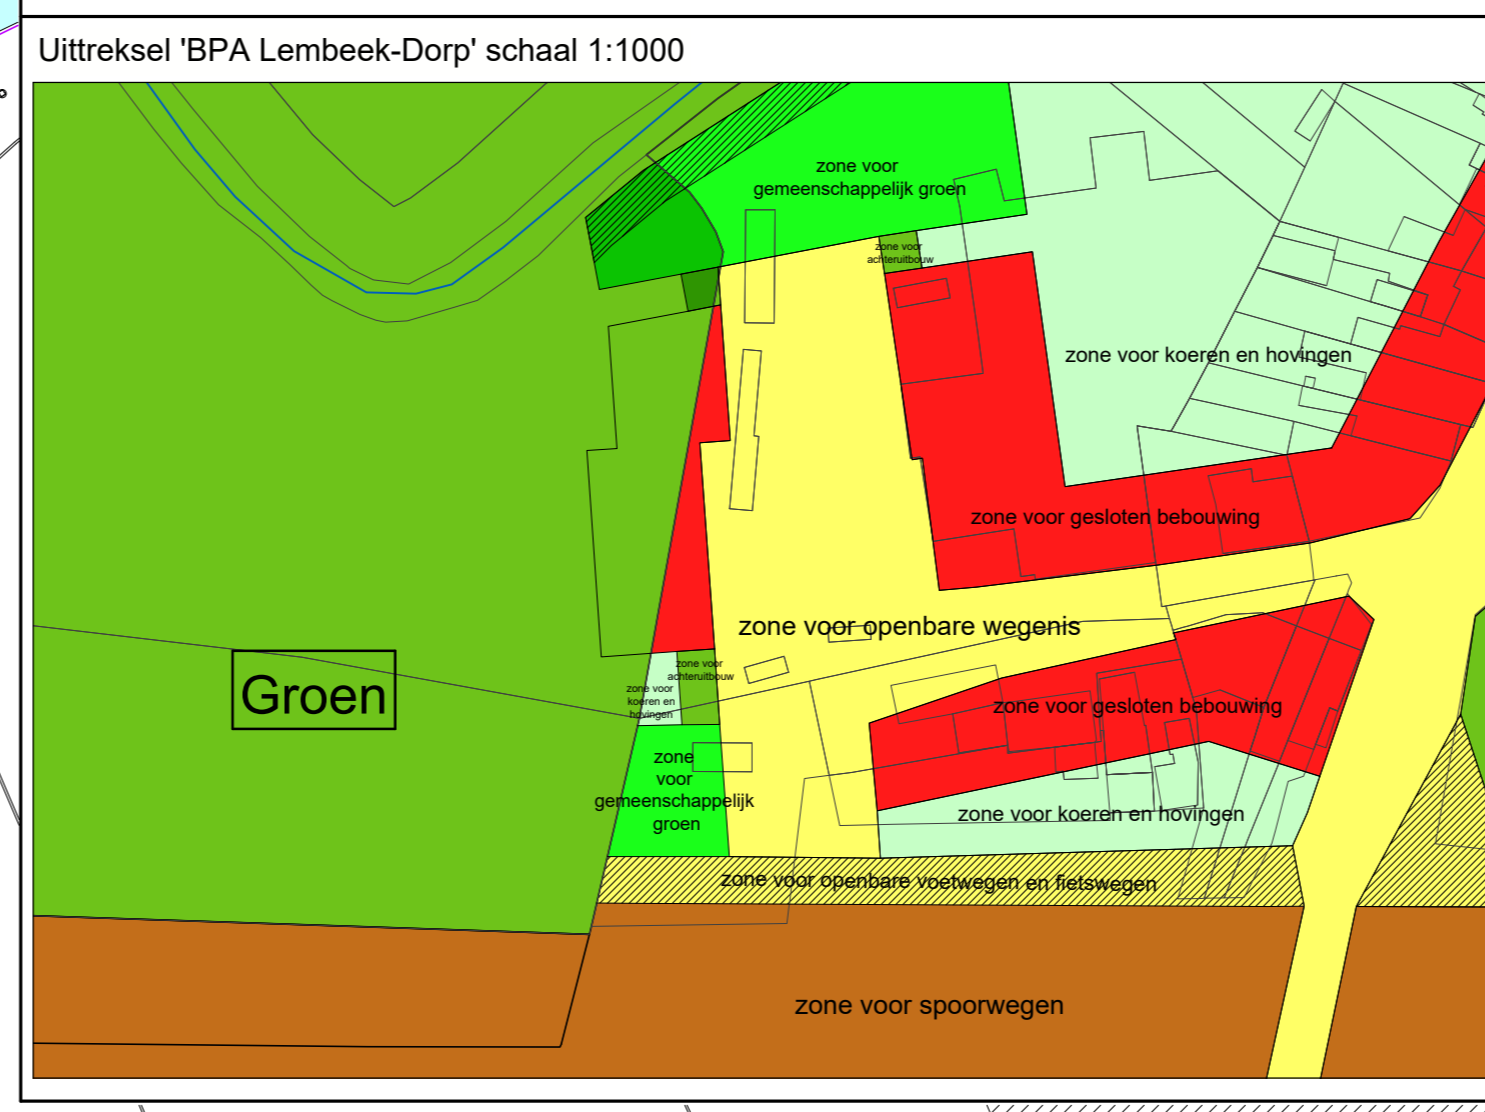 Uittreksel 'BPA Lembeek-Dorp' schaal 1:1000
zone voor
gemeenschappelijk groen
zone voor
achteruitbouw
zone voor koeren en hovingen
zone voor gesloten bebouwing
zone voor openbare wegenis
zone voor
achteruitbouw
zone voor
koeren en
hovingen
Groen
zone voor gesloten bebouwing
zone
voor
gemeenschappelijk
groen
zone voor koeren en hovingen
zone voor openbare voetwegen en fietswegen
zone voor spoorwegen